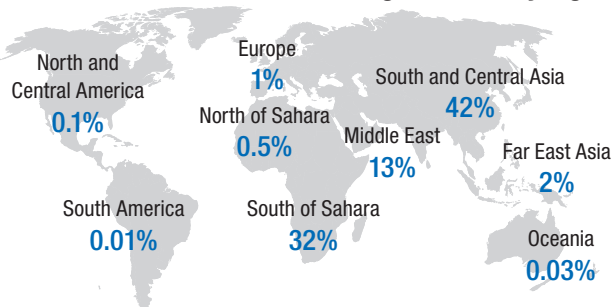 Europe
1%
North and
Central America
0.1%
South and Central Asia
42%
North of Sahara
0.5%
Middle East
13%
Far East Asia
2%
South America
0.01%
South of Sahara
32%
Oceania
0.03%